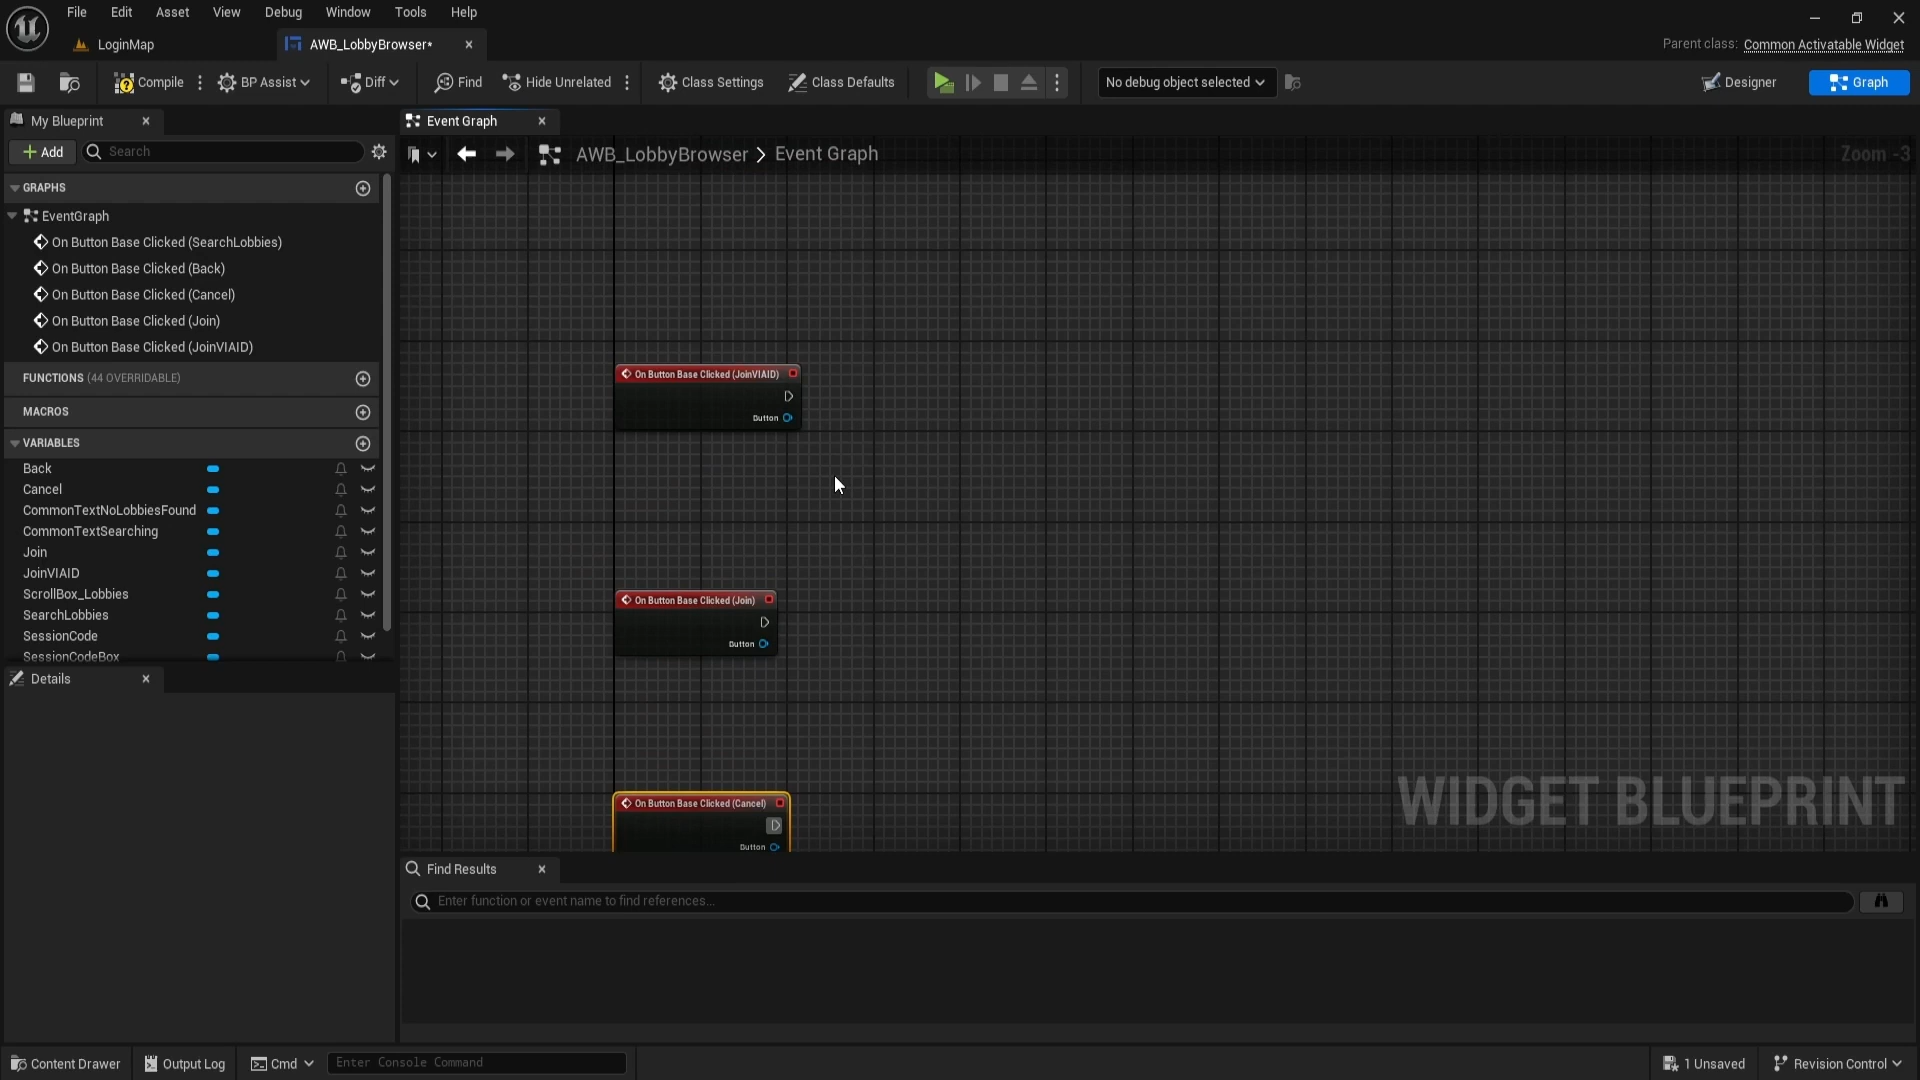 File Edit Asset View Debug Window Tools Help
LoginMap
AWB_LobbyBrowser*
Parent class: Common Activatable Widget
Compile
BP Assist
Diff
Find
Hide Unrelated
Class Settings
Class Defaults
No debug object selected
Designer
Graph
My Blueprint
Event Graph
Add
Search
AWB_LobbyBrowser > Event Graph
Zoom -3
GRAPHS
EventGraph
On Button Base Clicked (SearchLobbies)
On Button Base Clicked (Back)
On Button Base Clicked (Cancel)
On Button Base Clicked (Join)
On Button Base Clicked (JoinVIAID)
FUNCTIONS (44 OVERRIDABLE)
MACROS
VARIABLES
Back
Cancel
CommonTextNoLobbiesFound
CommonTextSearching
Join
JoinVIAID
ScrollBox_Lobbies
SearchLobbies
SessionCode
SessionCodeBox
Details
On Button Base Clicked (JoinVIAID)
Button
On Button Base Clicked (Join)
Button
On Button Base Clicked (Cancel)
Button
WIDGET BLUEPRINT
Find Results
Enter function or event name to find references...
Content Drawer
Output Log
Cmd
Enter Console Command
1 Unsaved
Revision Control